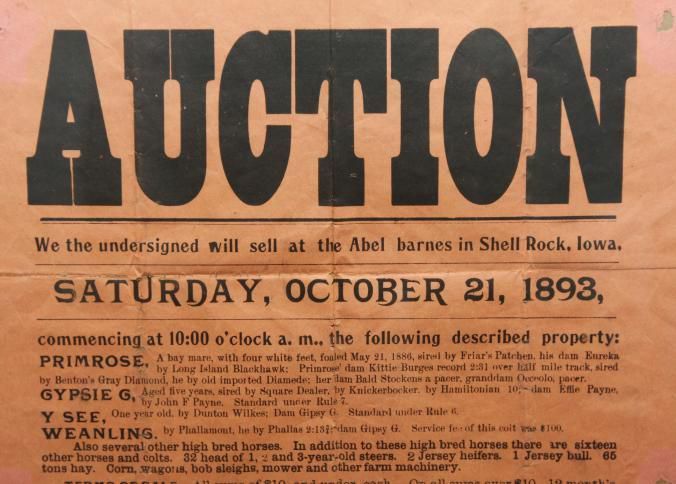 AUCTION
We the undersigned will sell at the Abel barnes in Shell Rock, Iowa,
SATURDAY, OCTOBER 21, 1893,
commencing at 10:00 o'clock a. m., the following described property:
PRIMROSE, A bay mare, with four white feet, foaled May 21, 1886, sired by Friar's Patchen, his dam Eureka
by Long Island Blackhawk; Primrose' dam Kittie Burges record 2:31 over half mile track, sired
by Benton's Gray Diamond, he by old imported Diamede; her dam Bald Stockens a pacer, granddam Occeolo, pacer.
GYPSIE G, Aged five years, sired by Square Dealer, by Knickerbocker, by Hamiltonian 10; dam Effie Payne,
by John F Payne. Standard under Rule 7.
Y SEE, One year old, by Dunton Wilkes; Dam Gipsy G. Standard under Rule 6.
WEANLING. by Phallamont, he by Phallas 2:13¾; dam Gipsy G. Service fee of this colt was $100.
Also several other high bred horses. In addition to these high bred horses there are sixteen
other horses and colts. 32 head of 1, 2 and 3-year-old steers. 2 Jersey heifers. 1 Jersey bull. 65
tons hay. Corn, wagons, bob sleighs, mower and other farm machinery.